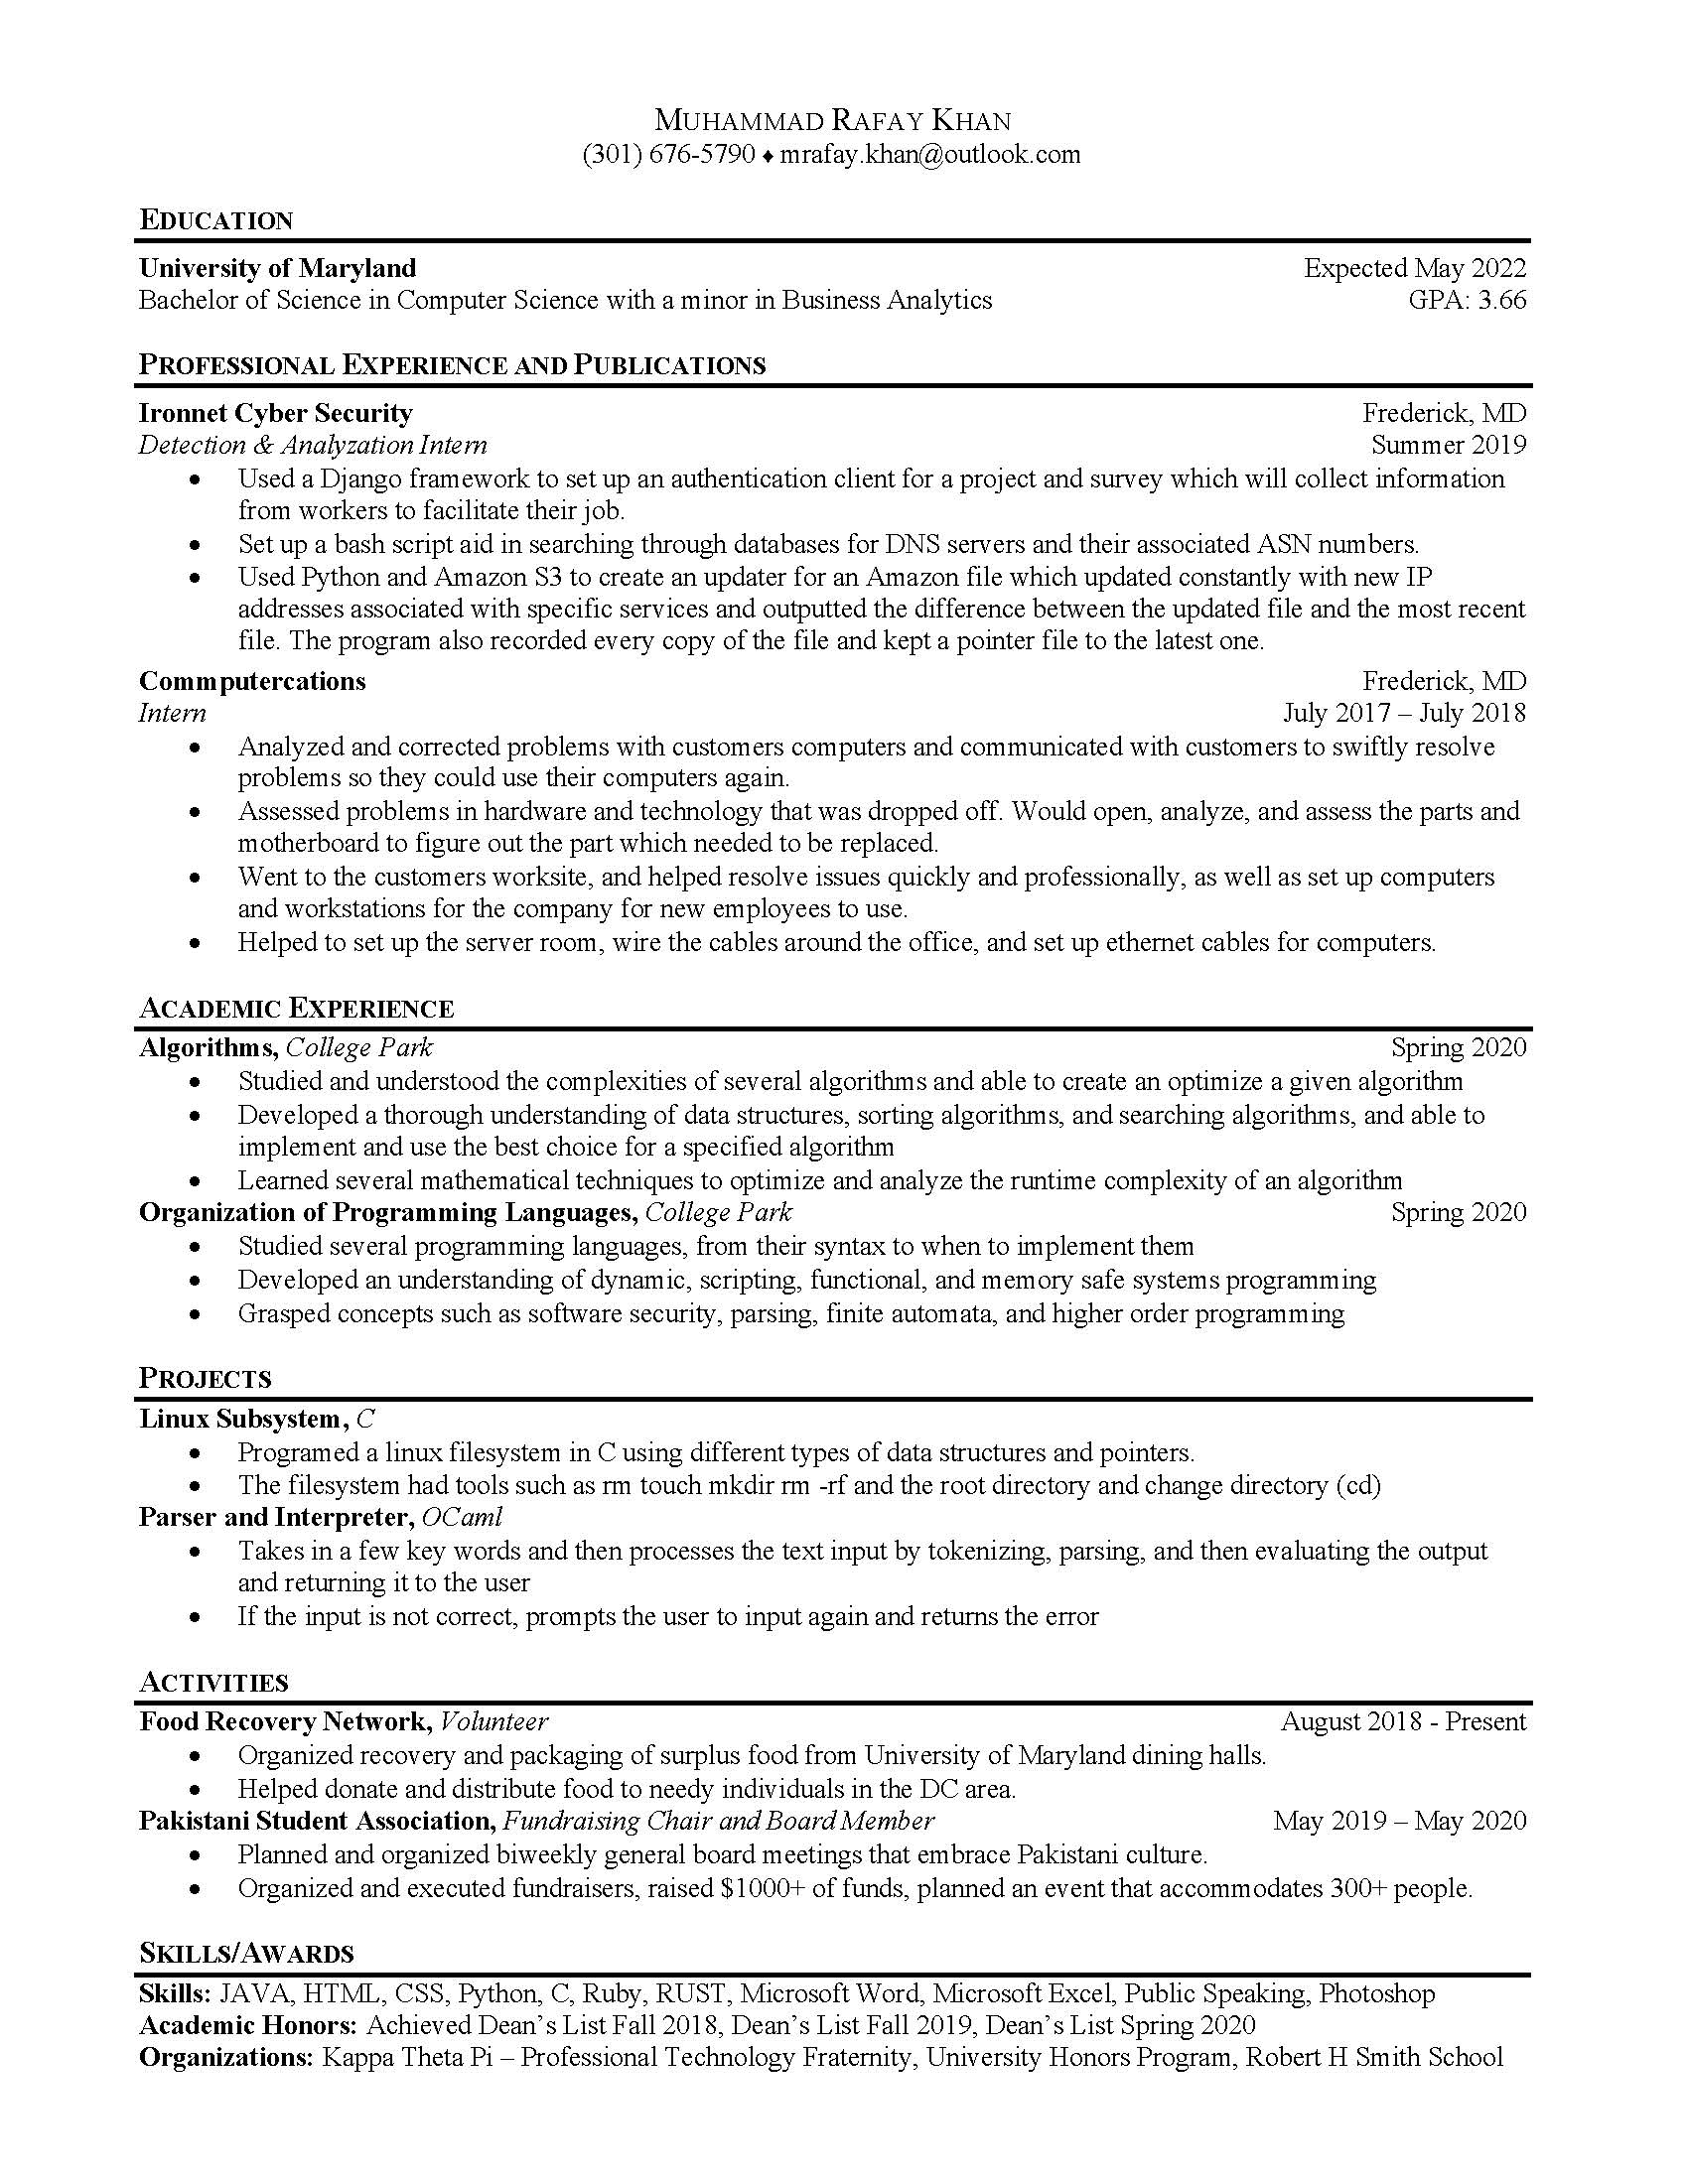 MUHAMMAD RAFAY KHAN
(301) 676-5790 ♦ mrafay.khan@outlook.com
EDUCATION
University of Maryland Expected May 2022
Bachelor of Science in Computer Science with a minor in Business Analytics GPA: 3.66
PROFESSIONAL EXPERIENCE AND PUBLICATIONS
Ironnet Cyber Security Frederick, MD
Detection & Analyzation Intern Summer 2019
• Used a Django framework to set up an authentication client for a project and survey which will collect information
from workers to facilitate their job.
• Set up a bash script aid in searching through databases for DNS servers and their associated ASN numbers.
• Used Python and Amazon S3 to create an updater for an Amazon file which updated constantly with new IP
addresses associated with specific services and outputted the difference between the updated file and the most recent
file. The program also recorded every copy of the file and kept a pointer file to the latest one.
Commputercations Frederick, MD
Intern July 2017 – July 2018
• Analyzed and corrected problems with customers computers and communicated with customers to swiftly resolve
problems so they could use their computers again.
• Assessed problems in hardware and technology that was dropped off. Would open, analyze, and assess the parts and
motherboard to figure out the part which needed to be replaced.
• Went to the customers worksite, and helped resolve issues quickly and professionally, as well as set up computers
and workstations for the company for new employees to use.
• Helped to set up the server room, wire the cables around the office, and set up ethernet cables for computers.
ACADEMIC EXPERIENCE
Algorithms, College Park Spring 2020
• Studied and understood the complexities of several algorithms and able to create an optimize a given algorithm
• Developed a thorough understanding of data structures, sorting algorithms, and searching algorithms, and able to
implement and use the best choice for a specified algorithm
• Learned several mathematical techniques to optimize and analyze the runtime complexity of an algorithm
Organization of Programming Languages, College Park Spring 2020
• Studied several programming languages, from their syntax to when to implement them
• Developed an understanding of dynamic, scripting, functional, and memory safe systems programming
• Grasped concepts such as software security, parsing, finite automata, and higher order programming
PROJECTS
Linux Subsystem, C
• Programed a linux filesystem in C using different types of data structures and pointers.
• The filesystem had tools such as rm touch mkdir rm -rf and the root directory and change directory (cd)
Parser and Interpreter, OCaml
• Takes in a few key words and then processes the text input by tokenizing, parsing, and then evaluating the output
and returning it to the user
• If the input is not correct, prompts the user to input again and returns the error
ACTIVITIES
Food Recovery Network, Volunteer August 2018 - Present
• Organized recovery and packaging of surplus food from University of Maryland dining halls.
• Helped donate and distribute food to needy individuals in the DC area.
Pakistani Student Association, Fundraising Chair and Board Member May 2019 – May 2020
• Planned and organized biweekly general board meetings that embrace Pakistani culture.
• Organized and executed fundraisers, raised $1000+ of funds, planned an event that accommodates 300+ people.
SKILLS/AWARDS
Skills: JAVA, HTML, CSS, Python, C, Ruby, RUST, Microsoft Word, Microsoft Excel, Public Speaking, Photoshop
Academic Honors: Achieved Dean’s List Fall 2018, Dean’s List Fall 2019, Dean’s List Spring 2020
Organizations: Kappa Theta Pi – Professional Technology Fraternity, University Honors Program, Robert H Smith School